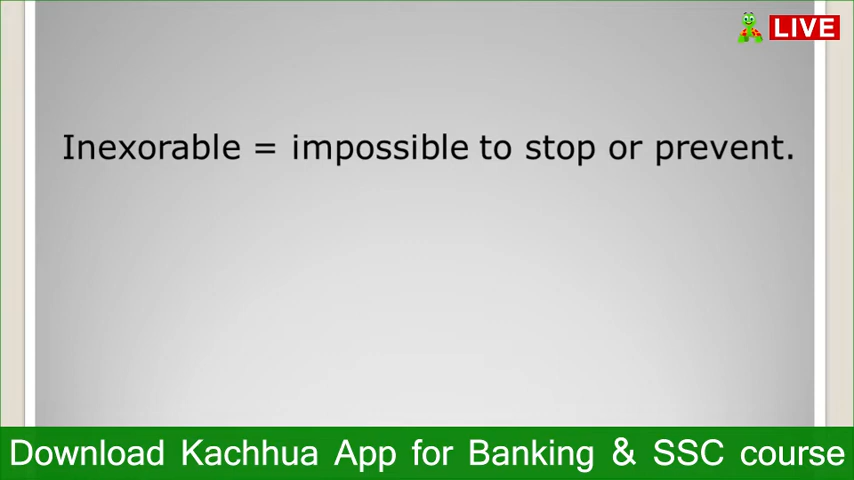 LIVE
Inexorable = impossible to stop or prevent.
Download Kachhua App for Banking & SSC course